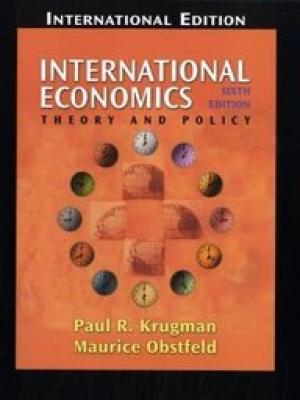 INTERNATIONAL EDITION
INTERNATIONAL
ECONOMICS
SIXTH
EDITION
THEORY AND POLICY
Paul R. Krugman
Maurice Obstfeld